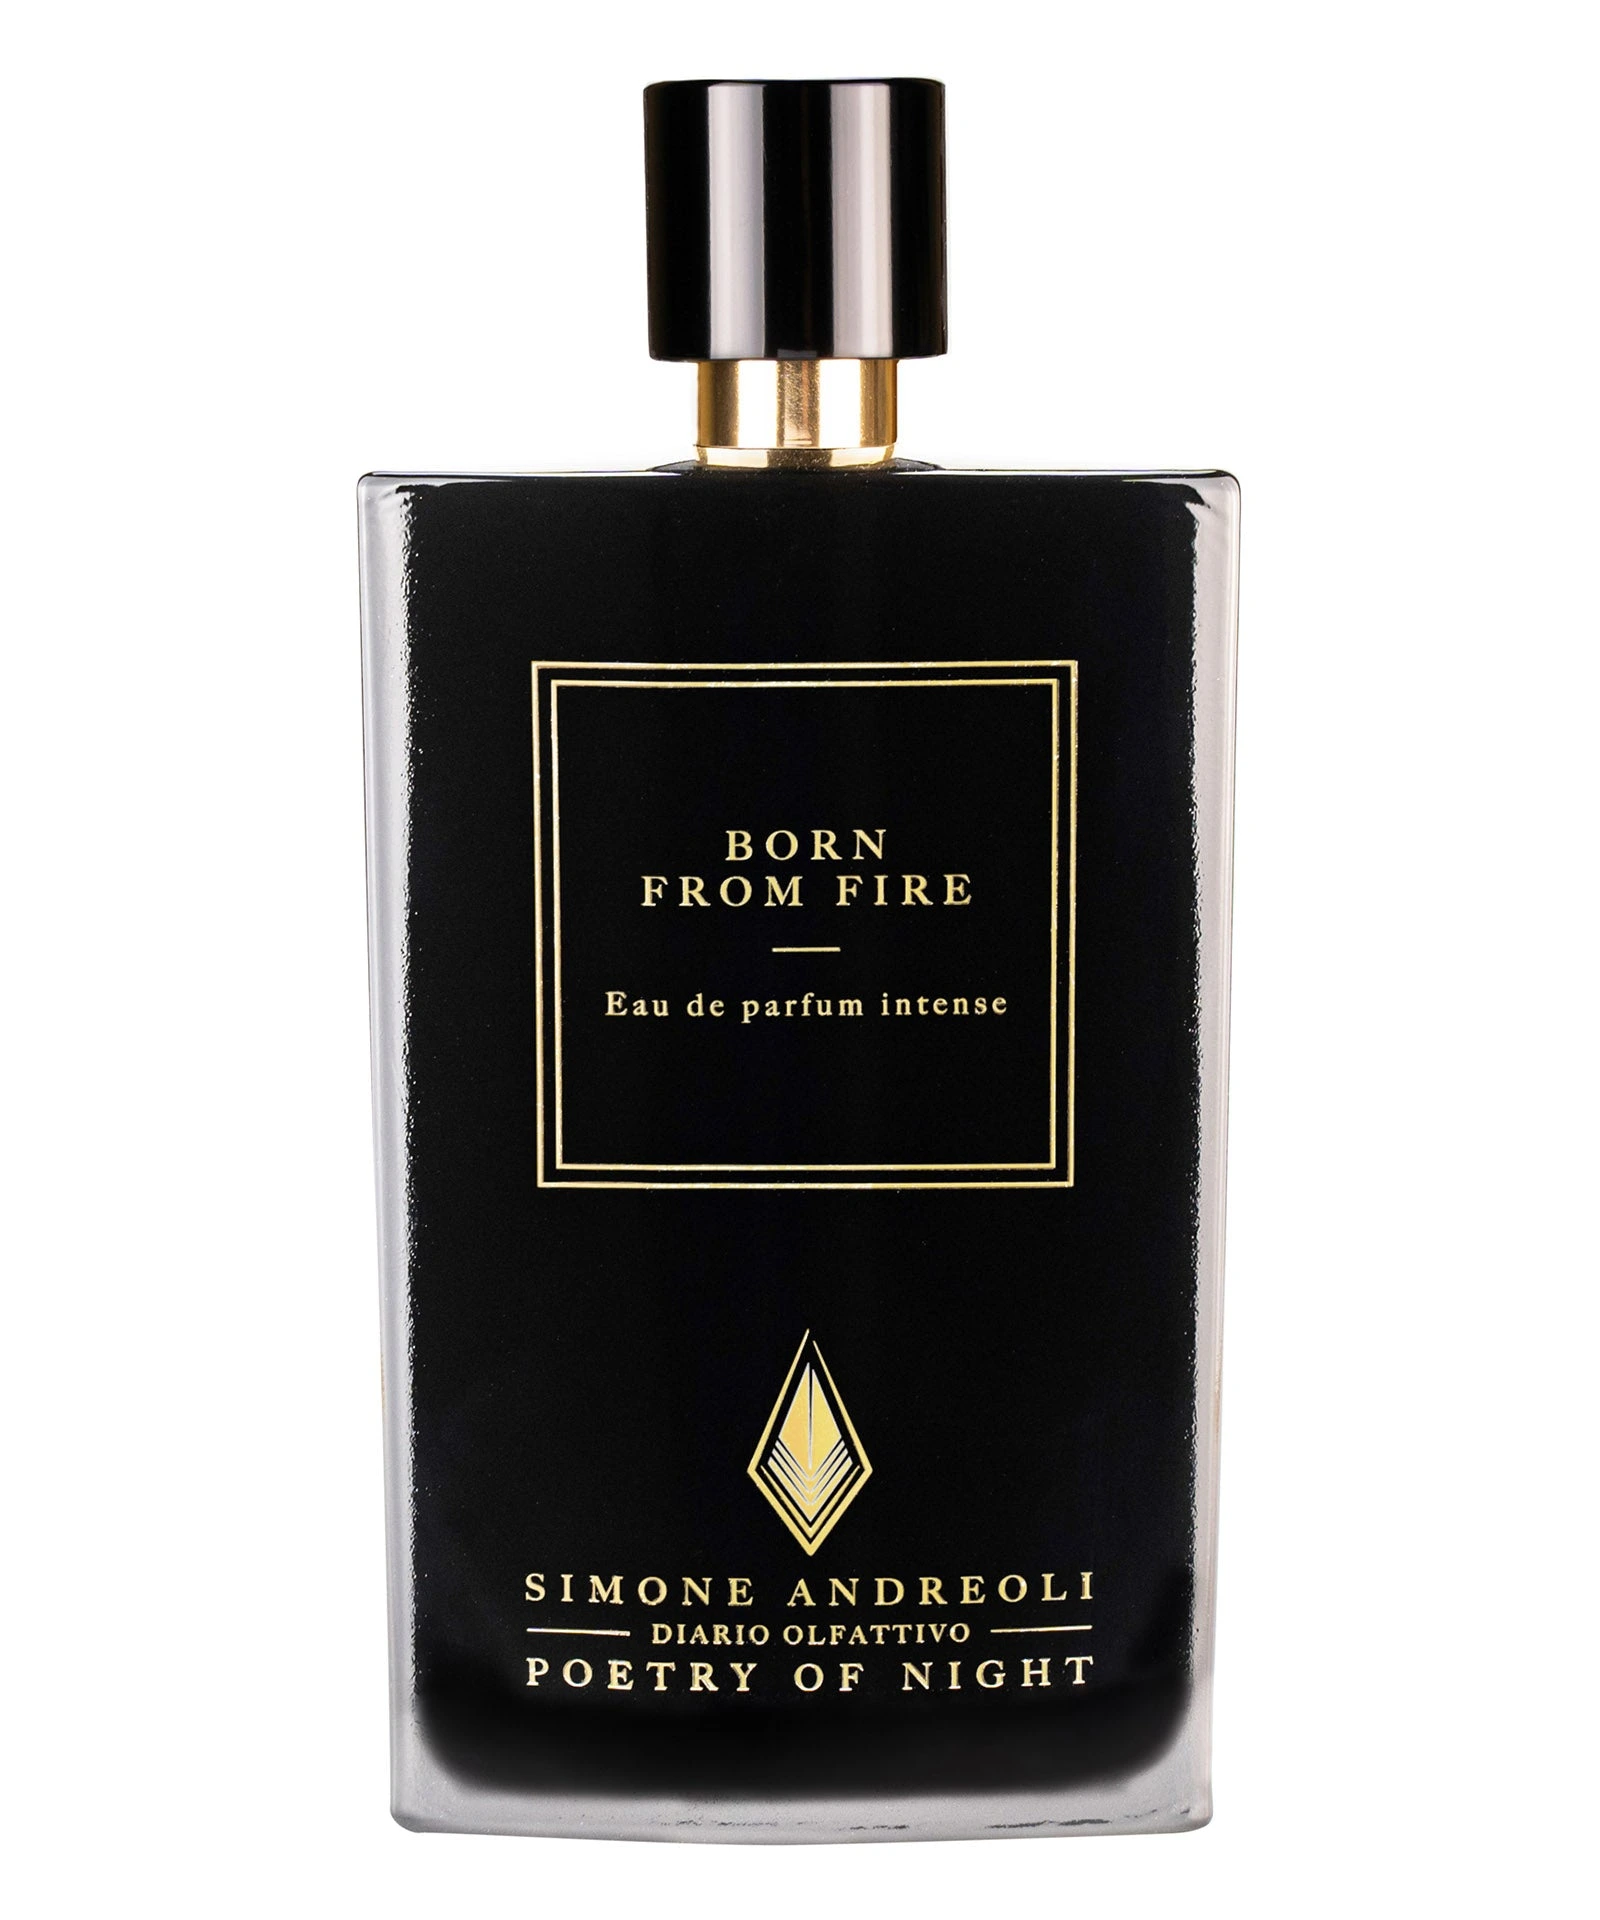 BORN
FROM FIRE
Eau de parfum intense
SIMONE ANDREOLI
DIARIO OLFATTIVO
POETRY OF NIGHT